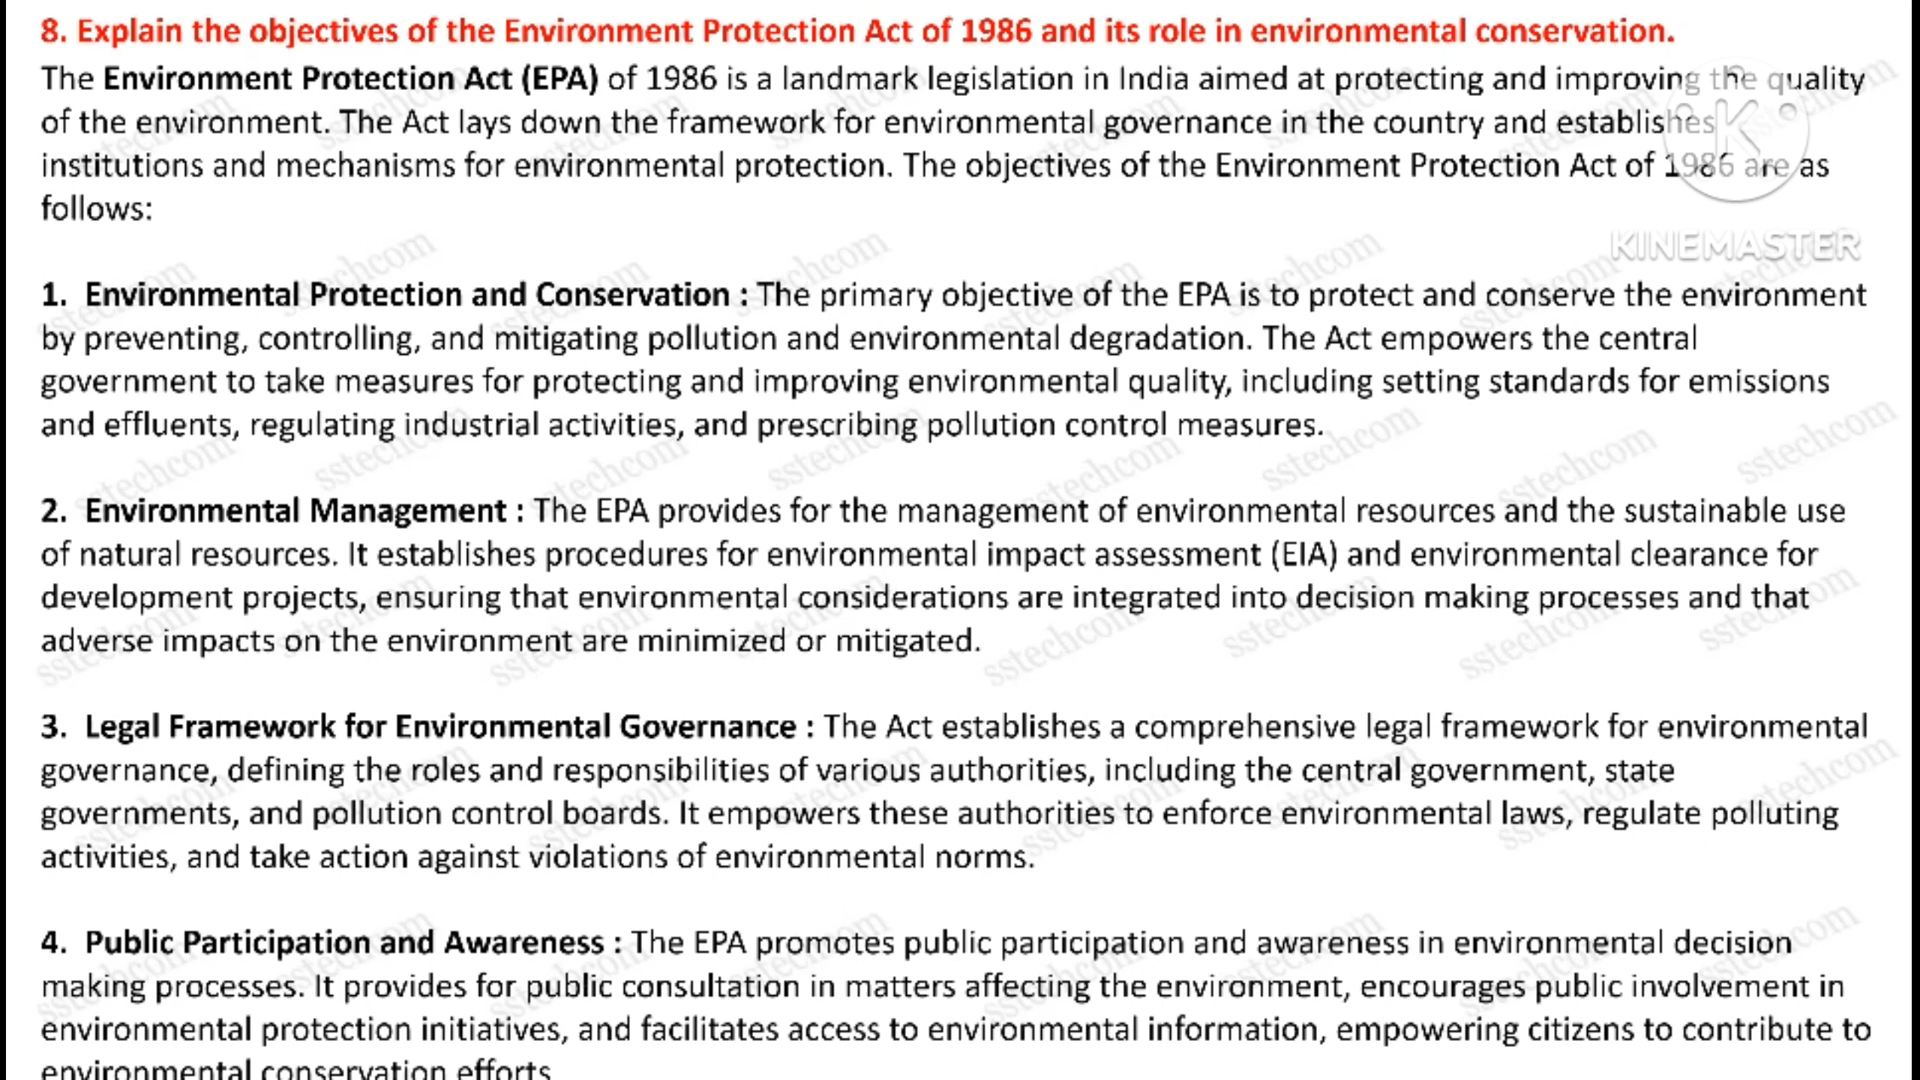 8. Explain the objectives of the Environment Protection Act of 1986 and its role in environmental conservation.
The Environment Protection Act (EPA) of 1986 is a landmark legislation in India aimed at protecting and improving the quality
of the environment. The Act lays down the framework for environmental governance in the country and establishes
institutions and mechanisms for environmental protection. The objectives of the Environment Protection Act of 1986 are as
follows:
KINEMASTER
1. Environmental Protection and Conservation : The primary objective of the EPA is to protect and conserve the environment
by preventing, controlling, and mitigating pollution and environmental degradation. The Act empowers the central
government to take measures for protecting and improving environmental quality, including setting standards for emissions
and effluents, regulating industrial activities, and prescribing pollution control measures.
2. Environmental Management : The EPA provides for the management of environmental resources and the sustainable use
of natural resources. It establishes procedures for environmental impact assessment (EIA) and environmental clearance for
development projects, ensuring that environmental considerations are integrated into decision making processes and that
adverse impacts on the environment are minimized or mitigated.
3. Legal Framework for Environmental Governance : The Act establishes a comprehensive legal framework for environmental
governance, defining the roles and responsibilities of various authorities, including the central government, state
governments, and pollution control boards. It empowers these authorities to enforce environmental laws, regulate polluting
activities, and take action against violations of environmental norms.
4. Public Participation and Awareness : The EPA promotes public participation and awareness in environmental decision
making processes. It provides for public consultation in matters affecting the environment, encourages public involvement in
environmental protection initiatives, and facilitates access to environmental information, empowering citizens to contribute to
environmental conservation efforts
sstechcom